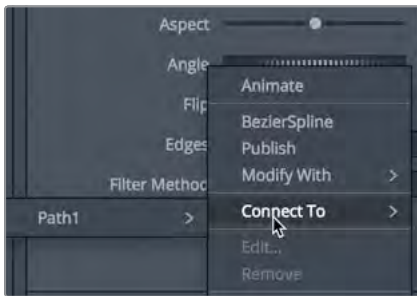 Aspect
Angle
Animate
Flip
BezierSpline
Edges
Publish
Filter Method
Modify With >
Path1 >
Connect To >
Edit...
Remove